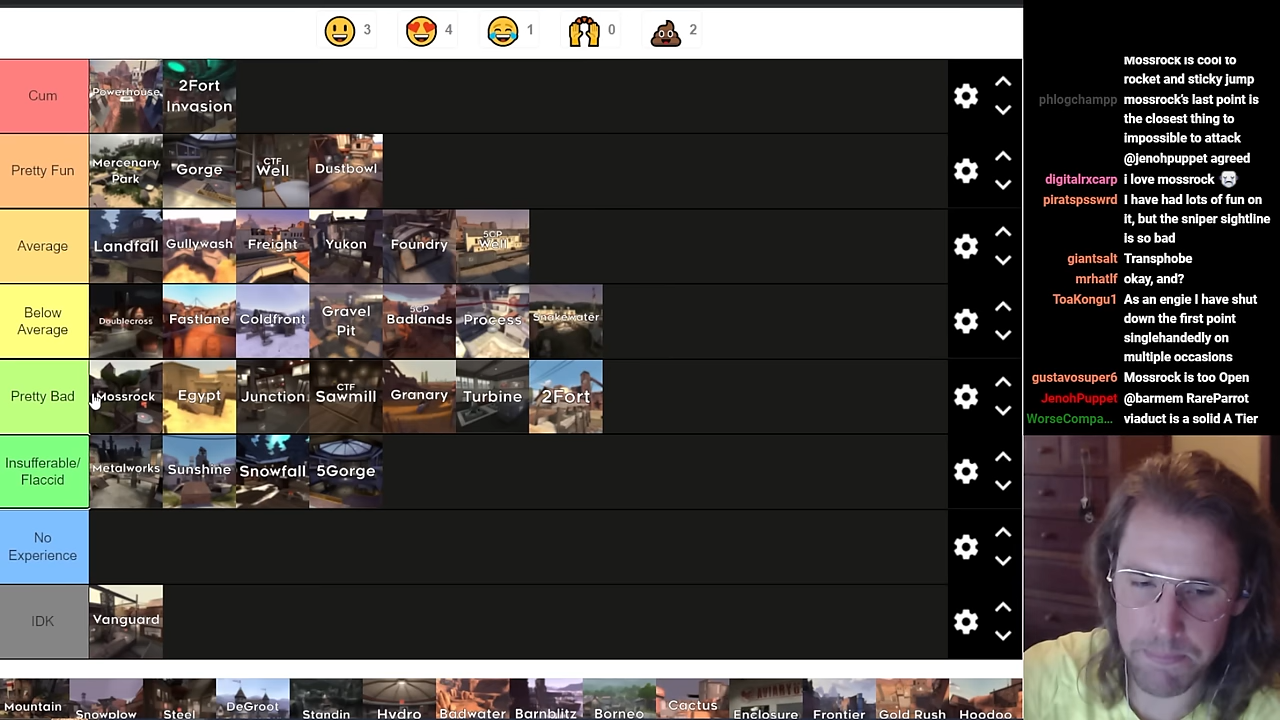 3
4
1
0
2
Cum
Powerhouse
2Fort
Invasion
Pretty Fun
Mercenary
Park
Gorge
CTF
Well
Dustbowl
Average
Landfall
Gullywash
Freight
Yukon
Foundry
5CP
Well
Below
Average
Doublecross
Fastlane
Coldfront
Gravel
Pit
5CP
Badlands
Process
Snakewater
Pretty Bad
Mossrock
Egypt
Junction
CTF
Sawmill
Granary
Turbine
2Fort
Insufferable/
Flaccid
Metalworks
Sunshine
Snowfall
5Gorge
No
Experience
IDK
Vanguard
Mountain
Snowplow
Steel
DeGroot
Standin
Hydro
Badwater
Barnblitz
Borneo
Cactus
Enclosure
Frontier
Gold Rush
Hoodoo
Mossrock is cool to
rocket and sticky jump
phlogchampp mossrock's last point is
the closest thing to
impossible to attack
@jenohpuppet agreed
digitalrxcarp i love mossrock
piratspsswrd I have had lots of fun on
it, but the sniper sightline
is so bad
giantsalt Transphobe
mrhatlf okay, and?
ToaKongu1 As an engie I have shut
down the first point
singlehandedly on
multiple occasions
gustavosuper6 Mossrock is too Open
JenohPuppet @barmem RareParrot
WorseCompa... viaduct is a solid A Tier